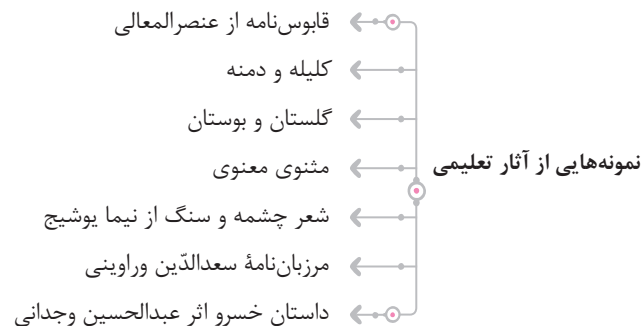 نمونه‌هایی از آثار تعلیمی
قابوس‌نامه از عنصرالمعالی
کلیله و دمنه
گلستان و بوستان
مثنوی معنوی
شعر چشمه و سنگ از نیما یوشیج
مرزبان‌نامۀ سعدالدّین وراوینی
داستان خسرو اثر عبدالحسین وجدانی